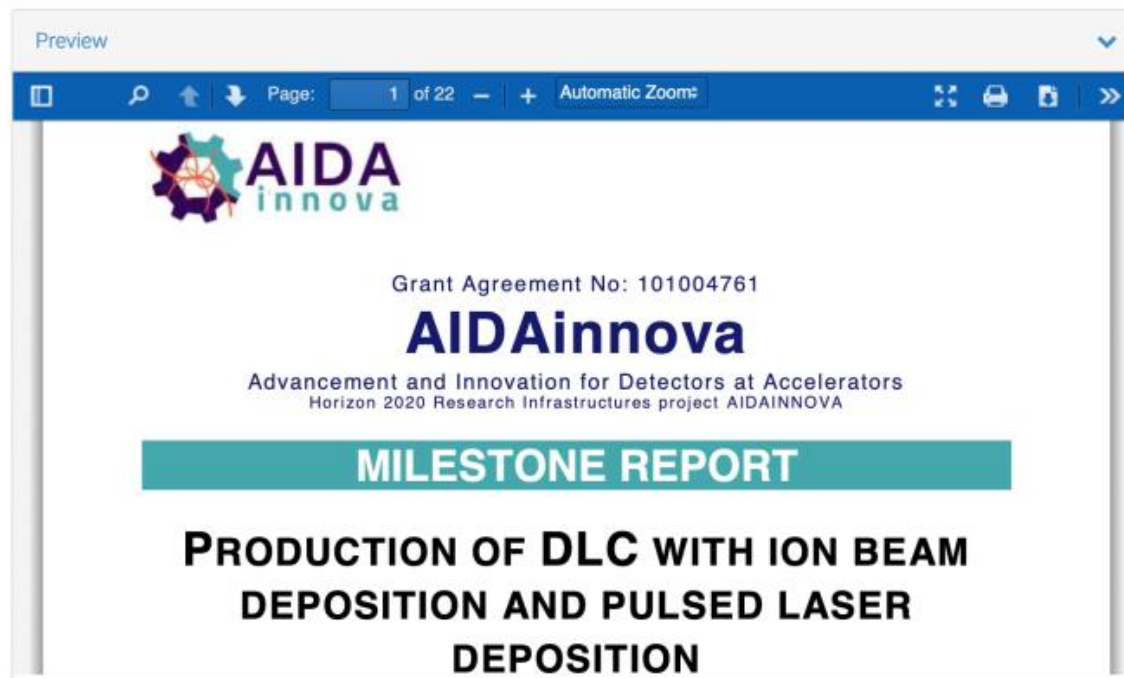 Preview
Page: 1 of 22 — + Automatic Zoom
AIDA
innova
Grant Agreement No: 101004761
AIDAinnova
Advancement and Innovation for Detectors at Accelerators
Horizon 2020 Research Infrastructures project AIDAINNOVA
MILESTONE REPORT
PRODUCTION OF DLC WITH ION BEAM
DEPOSITION AND PULSED LASER
DEPOSITION